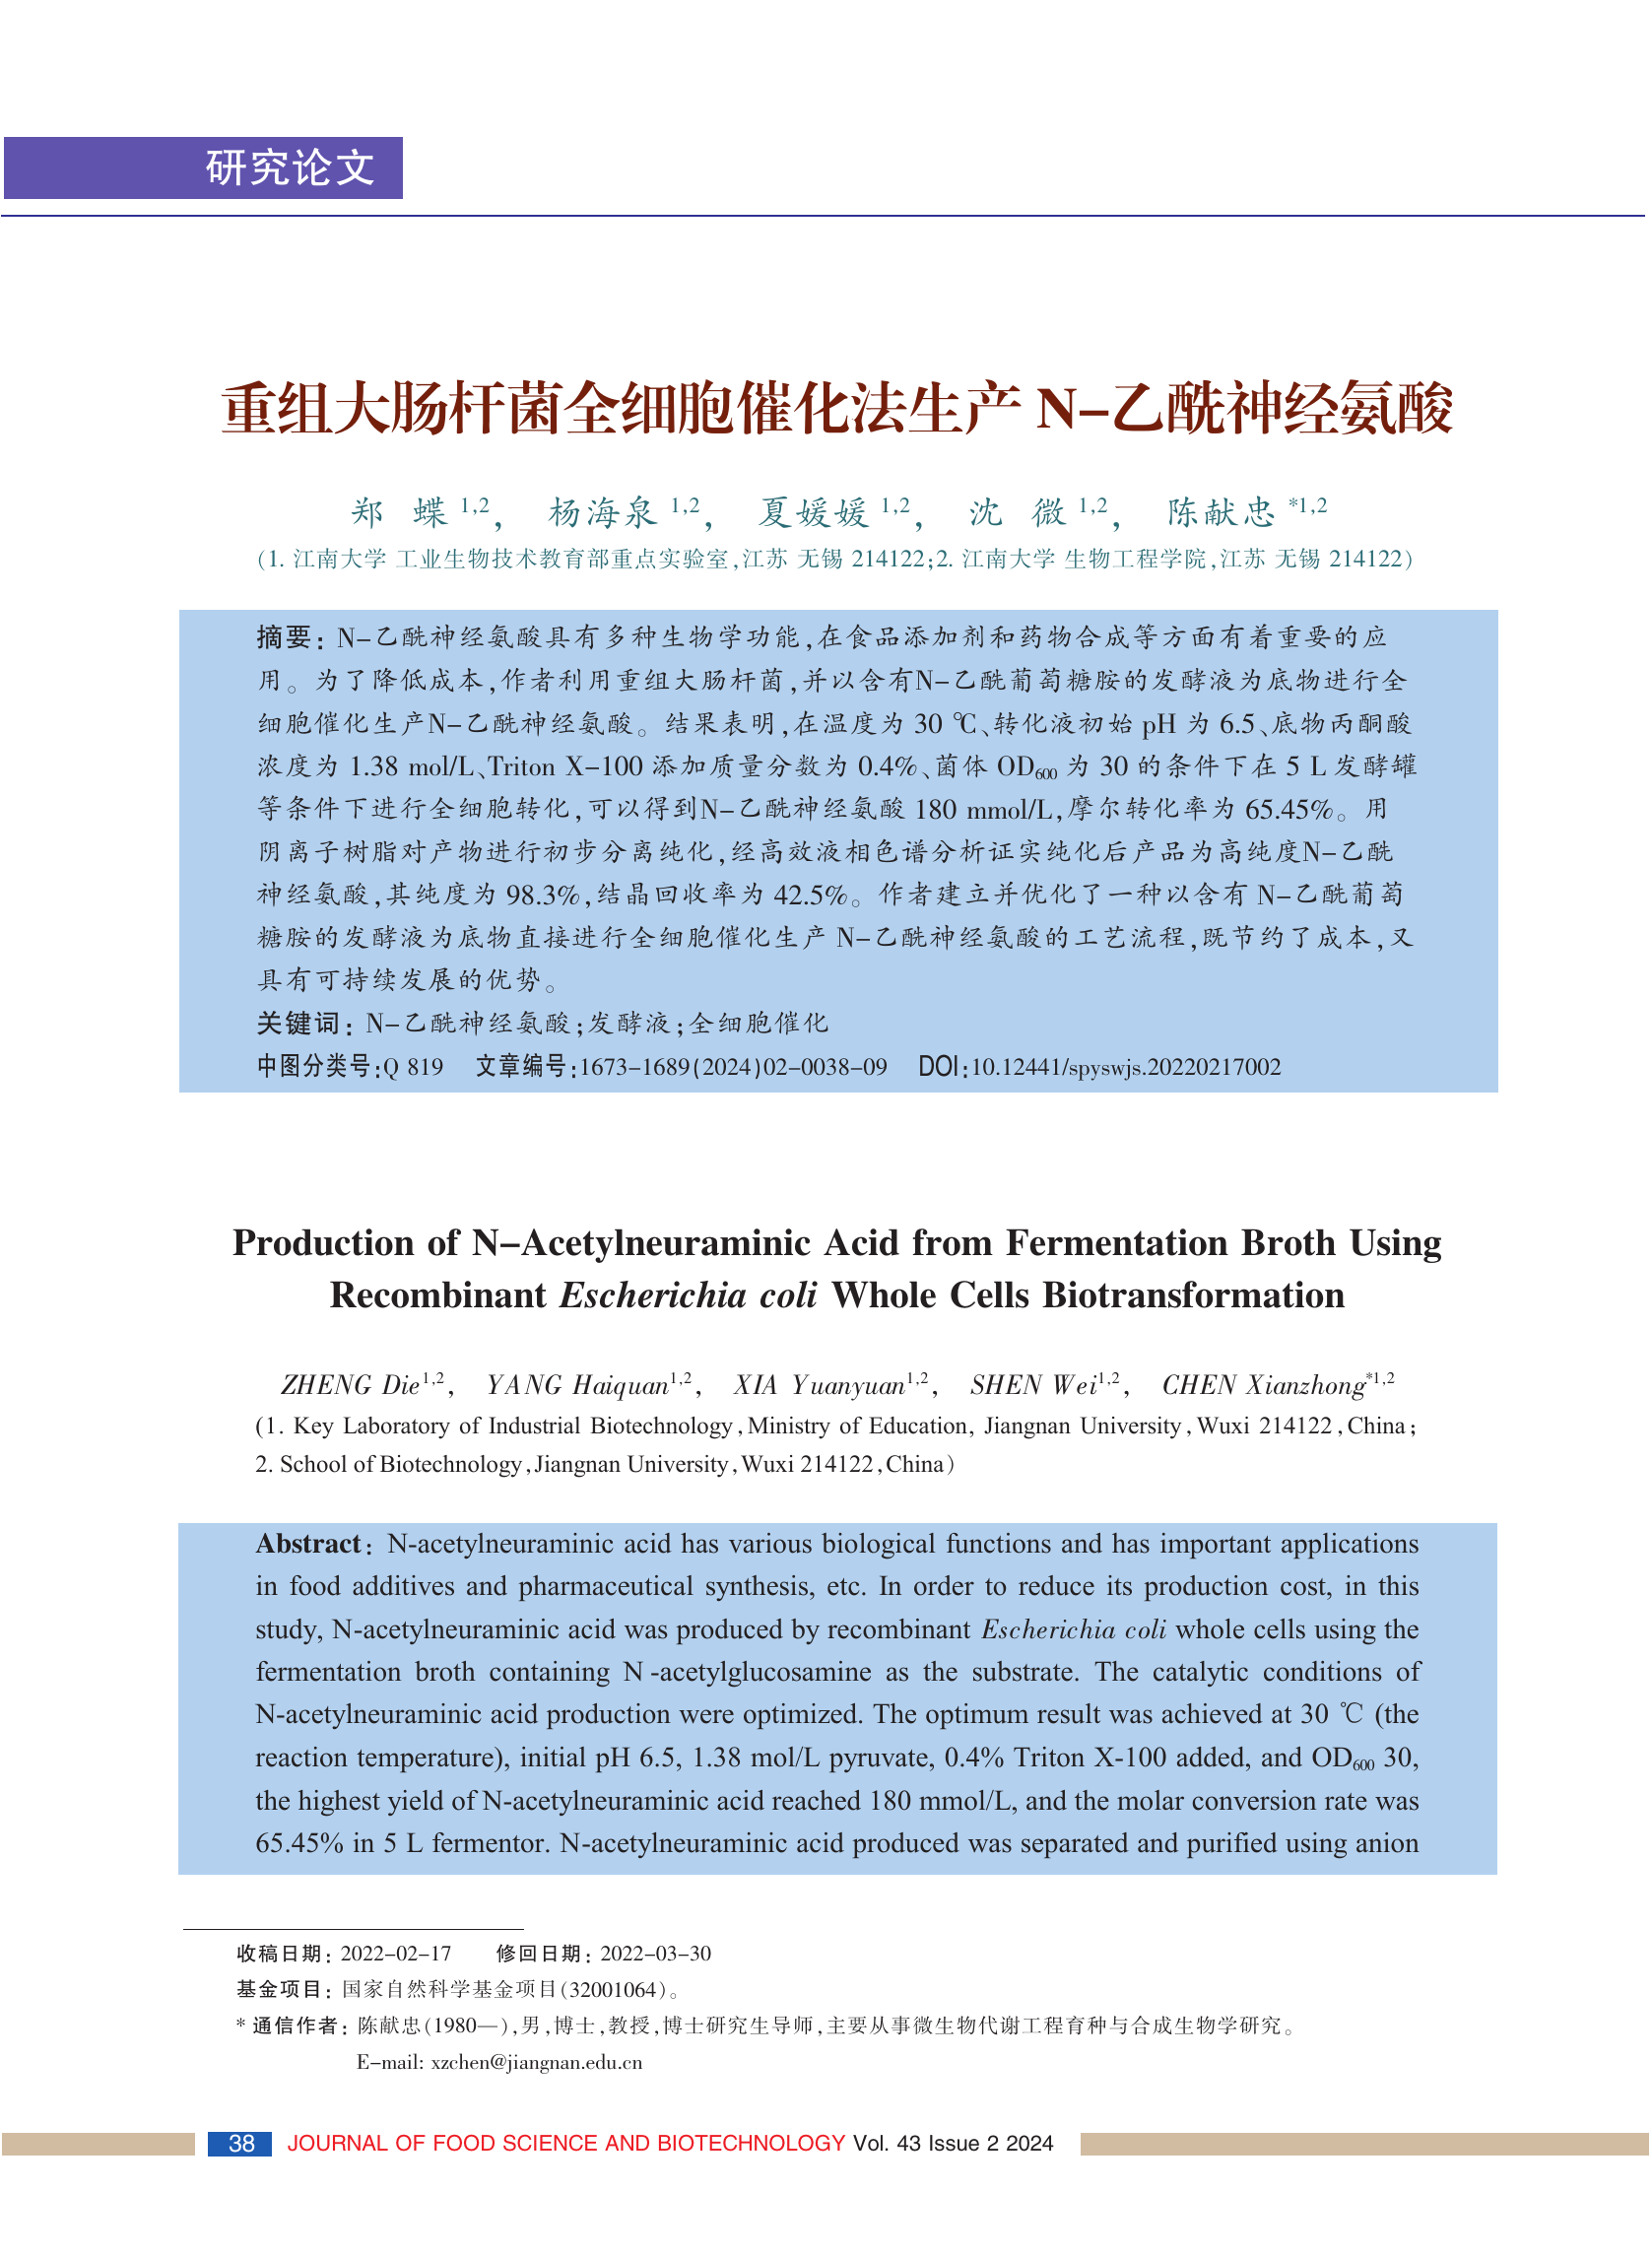 研究论文
重组大肠杆菌全细胞催化法生产 N–乙酰神经氨酸
郑 蝶 1,2， 杨海泉 1,2， 夏媛媛 1,2， 沈 微 1,2， 陈献忠 *1,2
(1. 江南大学 工业生物技术教育部重点实验室,江苏 无锡 214122;2. 江南大学 生物工程学院,江苏 无锡 214122)
摘要：N–乙酰神经氨酸具有多种生物学功能,在食品添加剂和药物合成等方面有着重要的应
用。为了降低成本,作者利用重组大肠杆菌,并以含有N–乙酰葡萄糖胺的发酵液为底物进行全
细胞催化生产N–乙酰神经氨酸。结果表明,在温度为 30 ℃、转化液初始 pH 为 6.5、底物丙酮酸
浓度为 1.38 mol/L、Triton X–100 添加质量分数为 0.4%、菌体 OD600 为 30 的条件下在 5 L 发酵罐
等条件下进行全细胞转化,可以得到N–乙酰神经氨酸 180 mmol/L,摩尔转化率为 65.45%。用
阴离子树脂对产物进行初步分离纯化,经高效液相色谱分析证实纯化后产品为高纯度N–乙酰
神经氨酸,其纯度为 98.3%,结晶回收率为 42.5%。作者建立并优化了一种以含有 N–乙酰葡萄
糖胺的发酵液为底物直接进行全细胞催化生产 N–乙酰神经氨酸的工艺流程,既节约了成本,又
具有可持续发展的优势。
关键词：N–乙酰神经氨酸;发酵液;全细胞催化
中图分类号:Q 819 文章编号:1673–1689(2024)02–0038–09 DOI:10.12441/spyswjs.20220217002
Production of N–Acetylneuraminic Acid from Fermentation Broth Using
Recombinant Escherichia coli Whole Cells Biotransformation
ZHENG Die1,2, YANG Haiquan1,2, XIA Yuanyuan1,2, SHEN Wei1,2, CHEN Xianzhong*1,2
(1. Key Laboratory of Industrial Biotechnology, Ministry of Education, Jiangnan University, Wuxi 214122, China;
2. School of Biotechnology, Jiangnan University, Wuxi 214122, China)
Abstract: N-acetylneuraminic acid has various biological functions and has important applications
in food additives and pharmaceutical synthesis, etc. In order to reduce its production cost, in this
study, N-acetylneuraminic acid was produced by recombinant Escherichia coli whole cells using the
fermentation broth containing N-acetylglucosamine as the substrate. The catalytic conditions of
N-acetylneuraminic acid production were optimized. The optimum result was achieved at 30 ℃ (the
reaction temperature), initial pH 6.5, 1.38 mol/L pyruvate, 0.4% Triton X-100 added, and OD600 30,
the highest yield of N-acetylneuraminic acid reached 180 mmol/L, and the molar conversion rate was
65.45% in 5 L fermentor. N-acetylneuraminic acid produced was separated and purified using anion
收稿日期：2022–02–17 修回日期：2022–03–30
基金项目：国家自然科学基金项目(32001064)。
* 通信作者：陈献忠(1980—),男,博士,教授,博士研究生导师,主要从事微生物代谢工程育种与合成生物学研究。
E–mail: xzchen@jiangnan.edu.cn
38 JOURNAL OF FOOD SCIENCE AND BIOTECHNOLOGY Vol. 43 Issue 2 2024